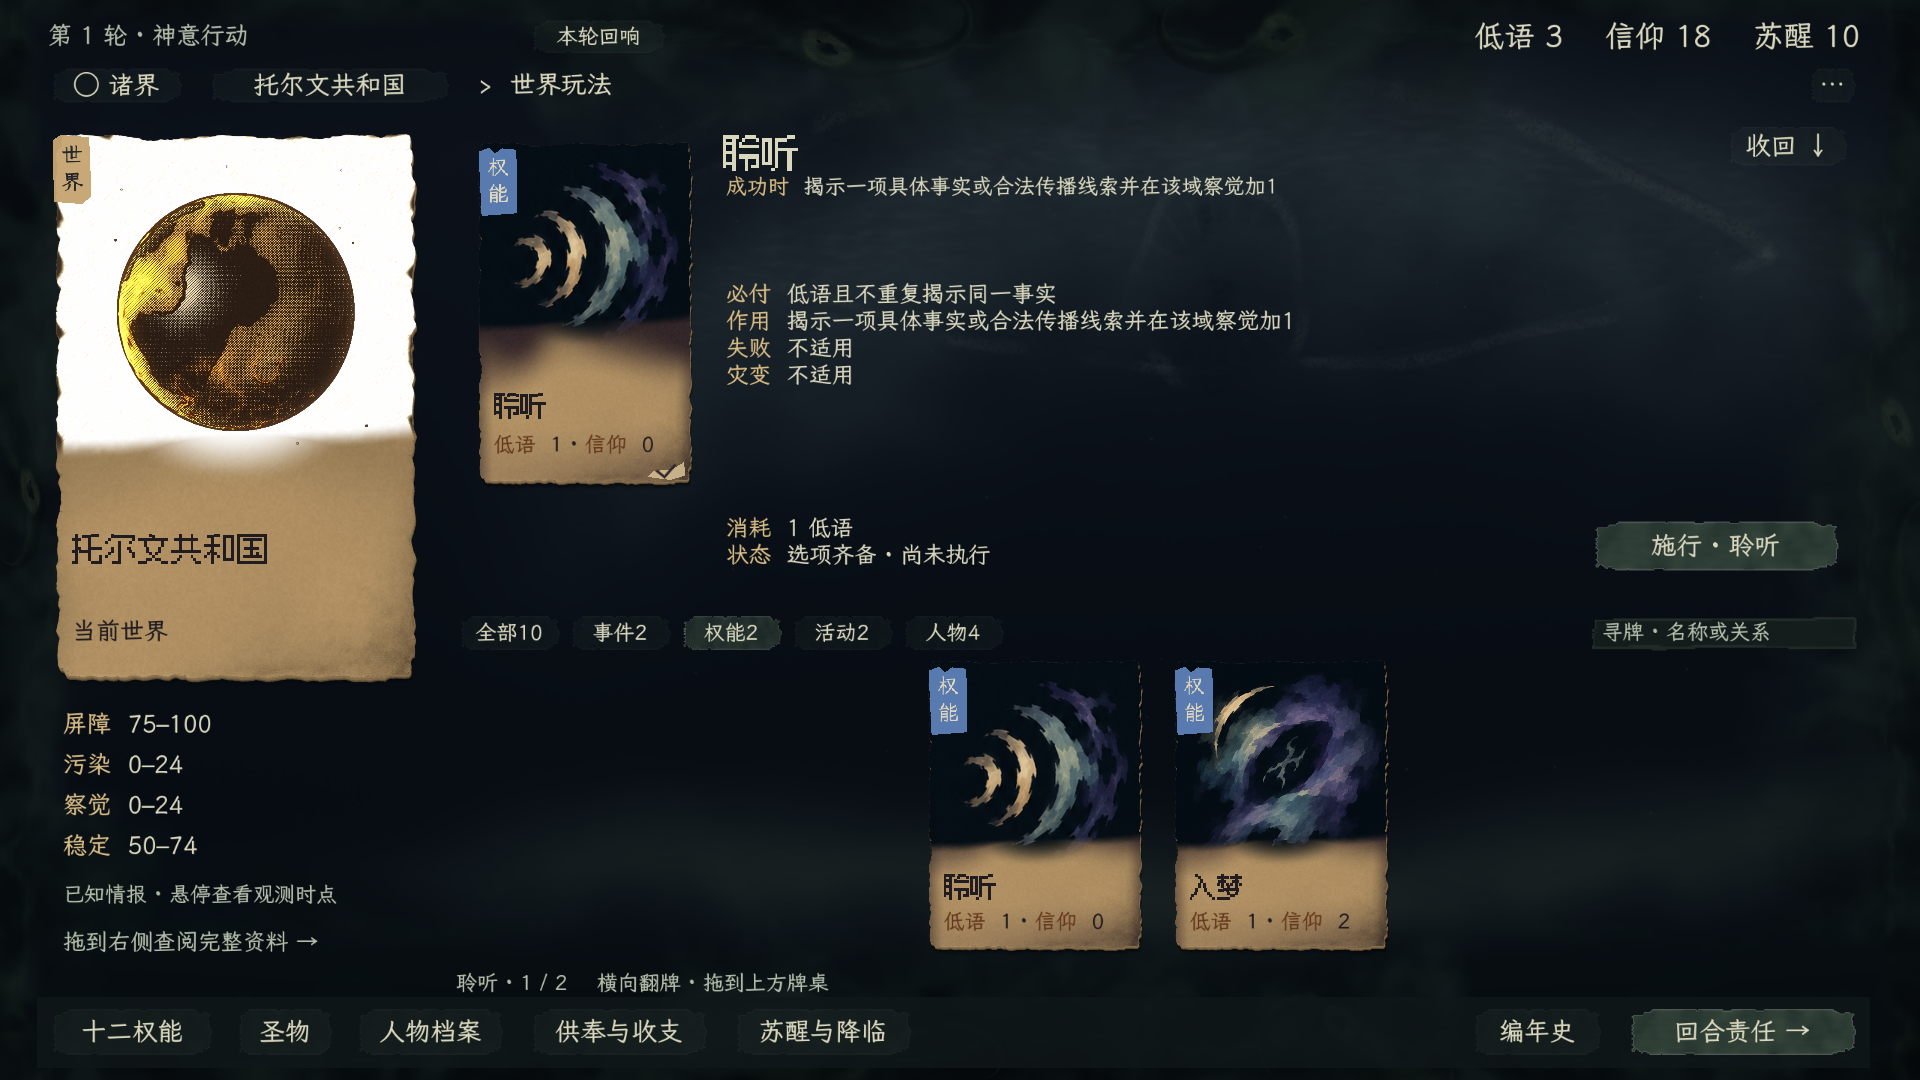 第 1 轮·神意行动
本轮回响
低语 3 信仰 18 苏醒 10
诸界 托尔文共和国 > 世界玩法
...
世界
托尔文共和国
当前世界
屏障 75–100
污染 0–24
察觉 0–24
稳定 50–74
已知情报·悬停查看观测时点
拖到右侧查阅完整资料 →
权能
聆听
低语 1·信仰 0
聆听
收回 ↓
成功时 揭示一项具体事实或合法传播线索并在该域察觉加1
必付 低语且不重复揭示同一事实
作用 揭示一项具体事实或合法传播线索并在该域察觉加1
失败 不适用
灾变 不适用
消耗 1 低语
状态 选项齐备·尚未执行
施行·聆听
全部10 事件2 权能2 活动2 人物4
寻牌·名称或关系
权能
聆听
低语 1·信仰 0
权能
入梦
低语 1·信仰 2
聆听·1 / 2 横向翻牌·拖到上方牌桌
十二权能 圣物 人物档案 供奉与收支 苏醒与降临 编年史 回合责任 →